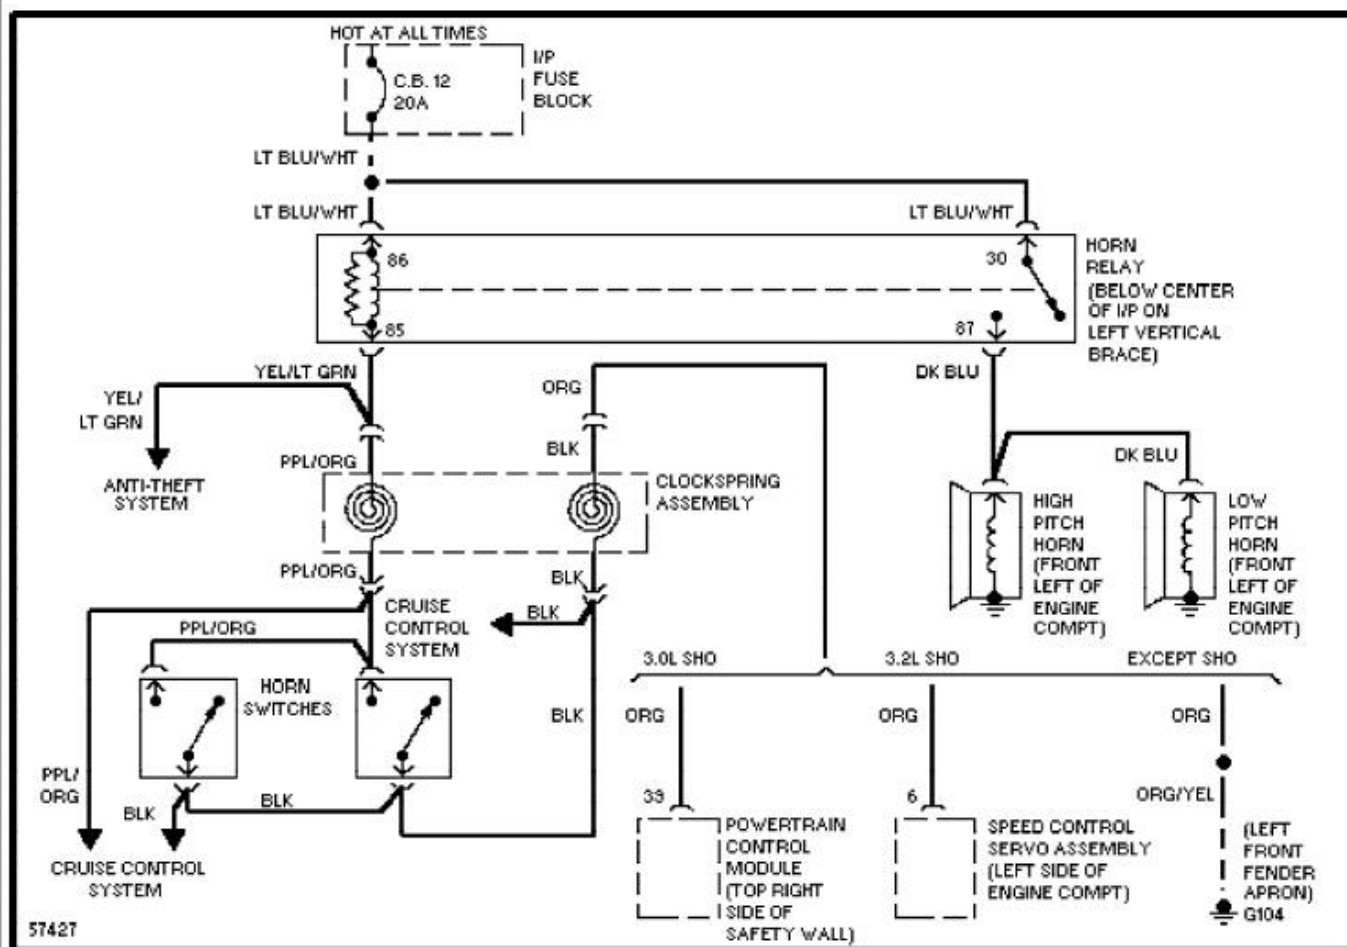 HOT AT ALL TIMES
I/P
FUSE
BLOCK
C.B. 12
20A
LT BLU/WHT
LT BLU/WHT
LT BLU/WHT
86
85
30
87
HORN
RELAY
(BELOW CENTER
OF I/P ON
LEFT VERTICAL
BRACE)
YEL/LT GRN
YEL/
LT GRN
ANTI-THEFT
SYSTEM
PPL/ORG
ORG
BLK
DK BLU
DK BLU
CLOCKSPRING
ASSEMBLY
HIGH
PITCH
HORN
(FRONT
LEFT OF
ENGINE
COMPT)
LOW
PITCH
HORN
(FRONT
LEFT OF
ENGINE
COMPT)
PPL/ORG
BLK
BLK
CRUISE
CONTROL
SYSTEM
PPL/ORG
HORN
SWITCHES
BLK
PPL/
ORG
BLK
BLK
CRUISE CONTROL
SYSTEM
3.0L SHO
3.2L SHO
EXCEPT SHO
ORG
ORG
ORG
39
6
ORG/YEL
POWERTRAIN
CONTROL
MODULE
(TOP RIGHT
SIDE OF
SAFETY WALL)
SPEED CONTROL
SERVO ASSEMBLY
(LEFT SIDE OF
ENGINE COMPT)
(LEFT
FRONT
FENDER
APRON)
G104
57427